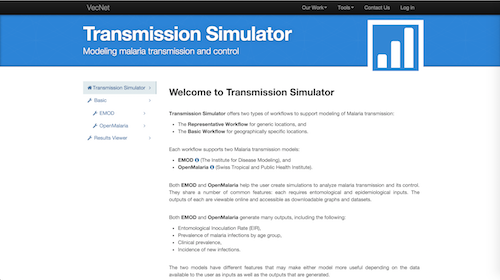 VecNet
Our Work
Tools
Contact Us
Log in
Transmission Simulator
Modeling malaria transmission and control
Transmission Simulator
Basic
EMOD
OpenMalaria
Results Viewer
Welcome to Transmission Simulator
Transmission Simulator offers two types of workflows to support modeling of Malaria transmission:
• The Representative Workflow for generic locations, and
• The Basic Workflow for geographically specific locations.
Each workflow supports two Malaria transmission models:
• EMOD (The Institute for Disease Modeling), and
• OpenMalaria (Swiss Tropical and Public Health Institute).
Both EMOD and OpenMalaria help the user create simulations to analyze malaria transmission and its control.
They share a number of common features: each requires entomological and epidemiological inputs. The
outputs of each are viewable online and accessible as downloadable graphs and datasets.
Both EMOD and OpenMalaria generate many outputs, including the following:
• Entomological Inoculation Rate (EIR),
• Prevalence of malaria infections by age group,
• Clinical prevalence,
• Incidence of new infections.
The two models have different features that may make either model more useful depending on the data
available to the user as inputs as well as the outputs that are generated.